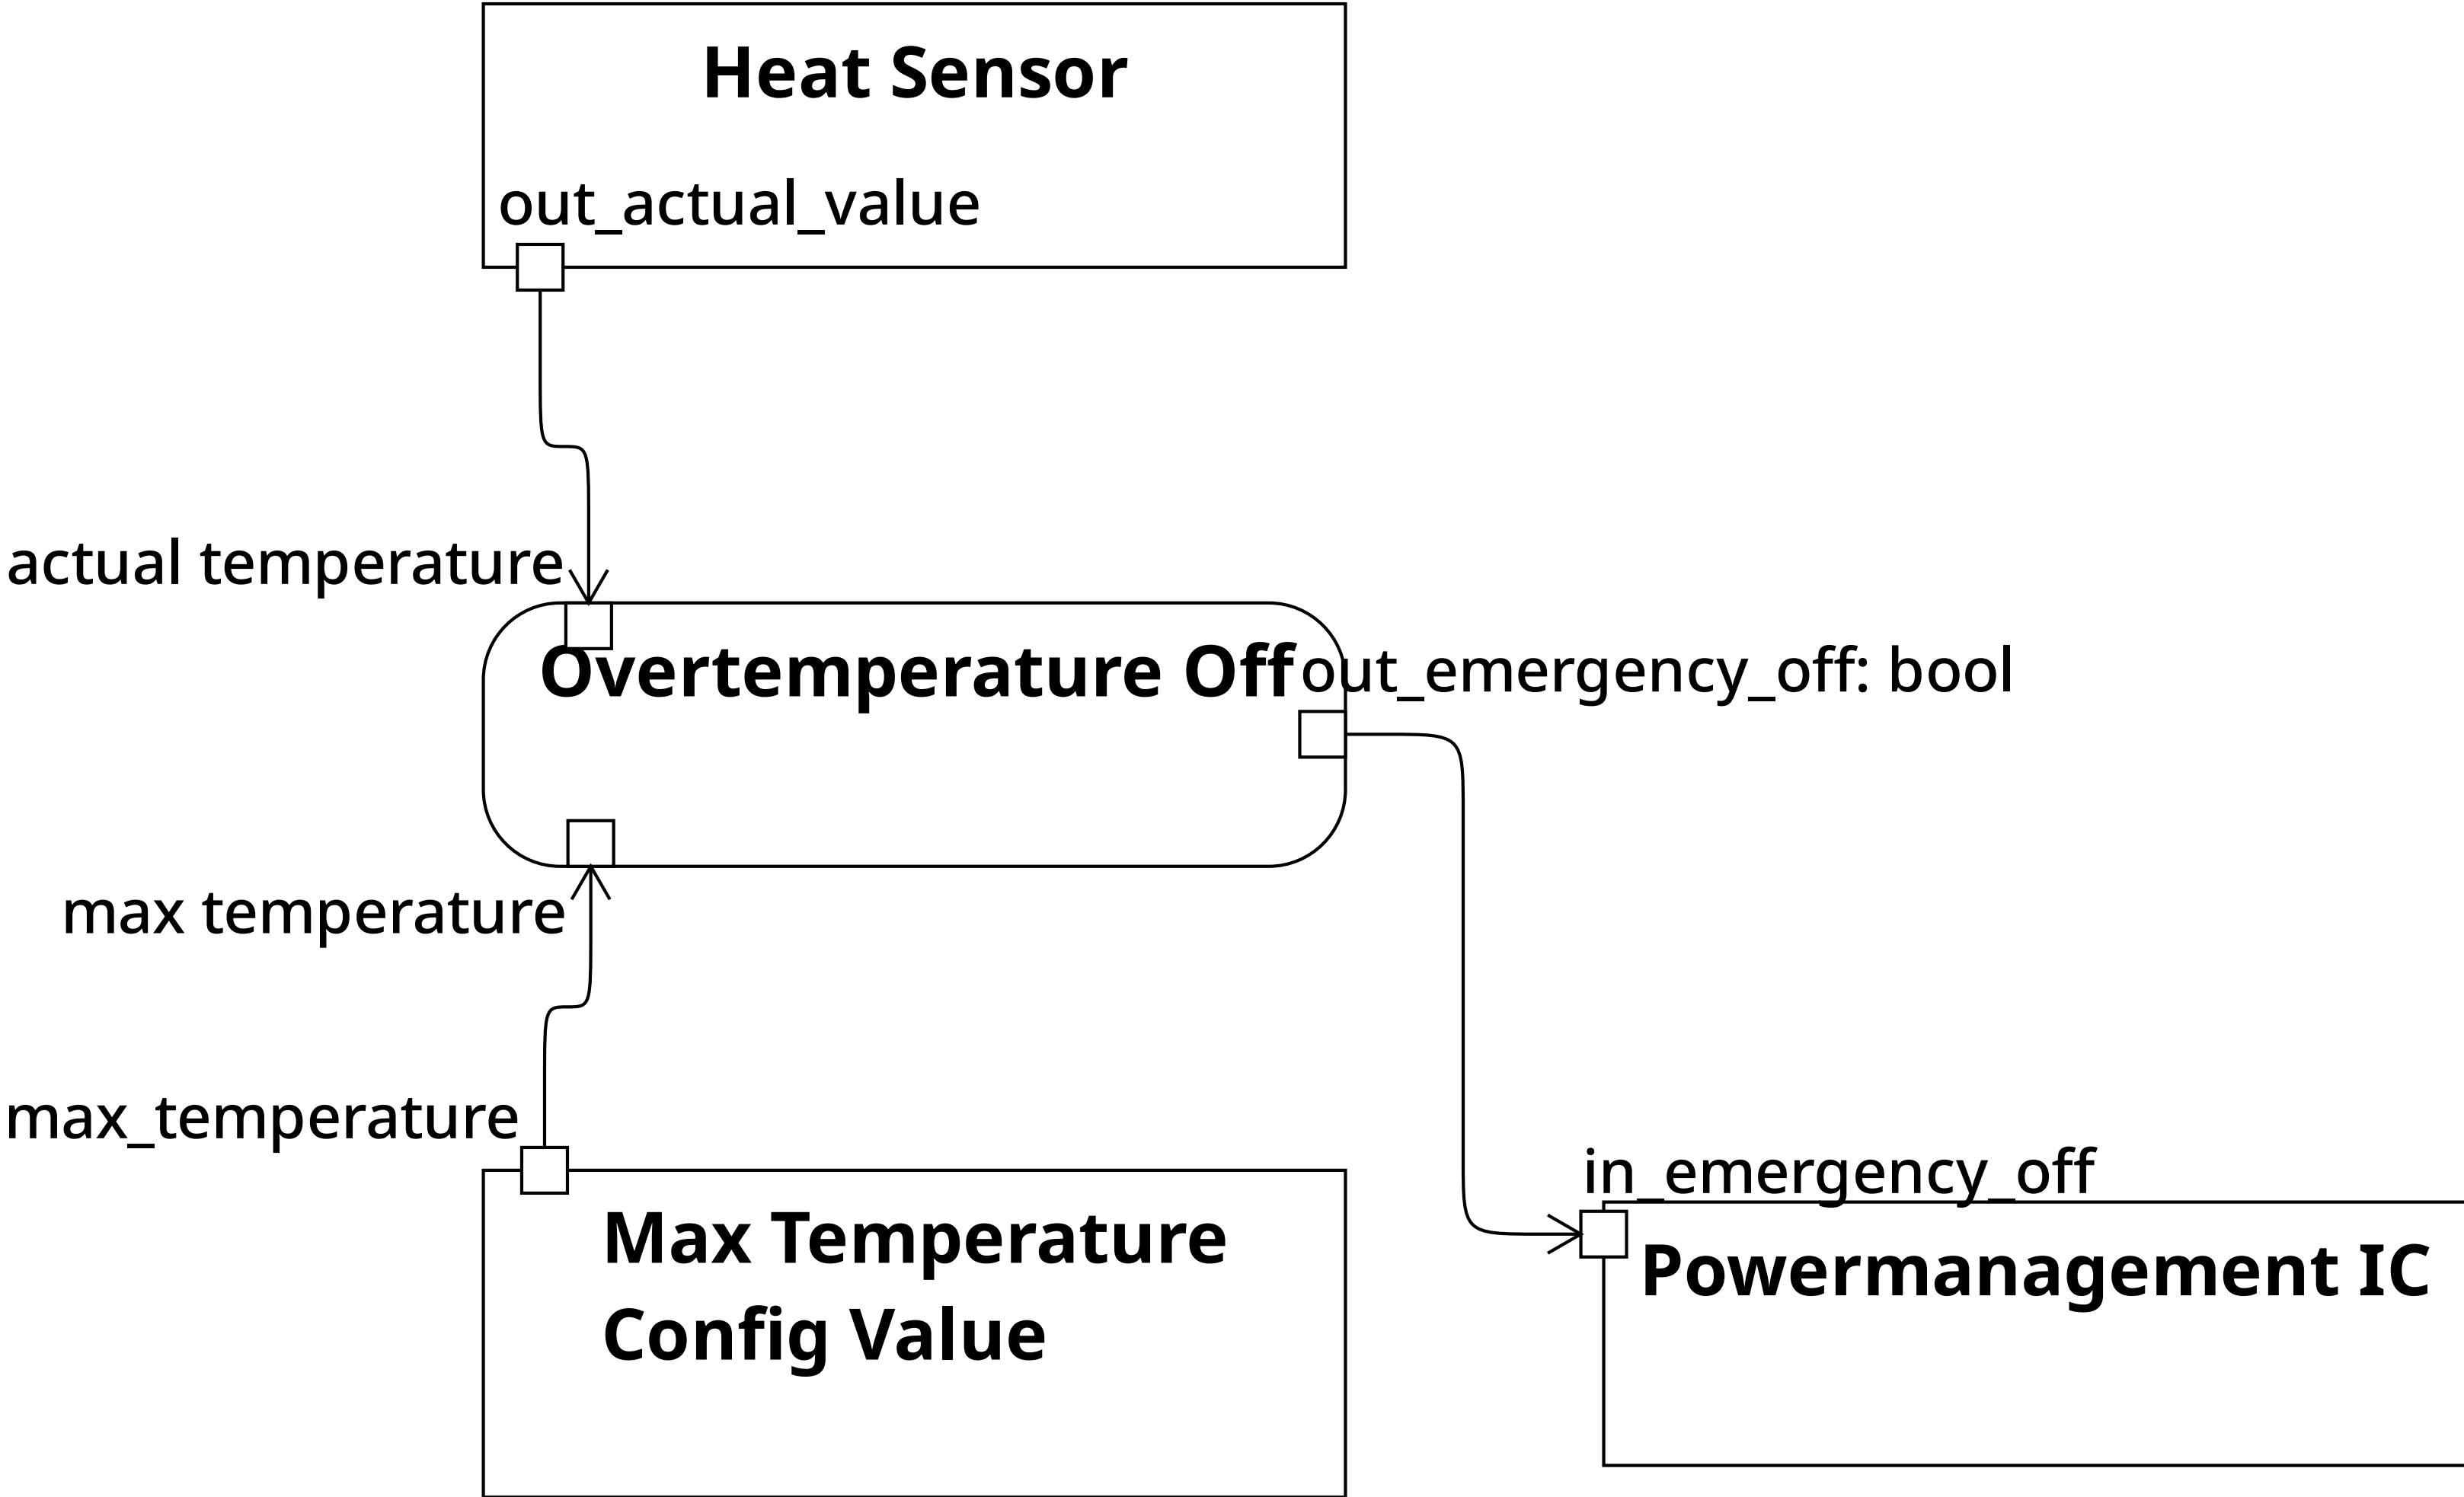 Heat Sensor
out_actual_value
actual temperature
Overtemperature Off
out_emergency_off: bool
max temperature
max_temperature
in_emergency_off
Max Temperature
Config Value
Powermanagement IC